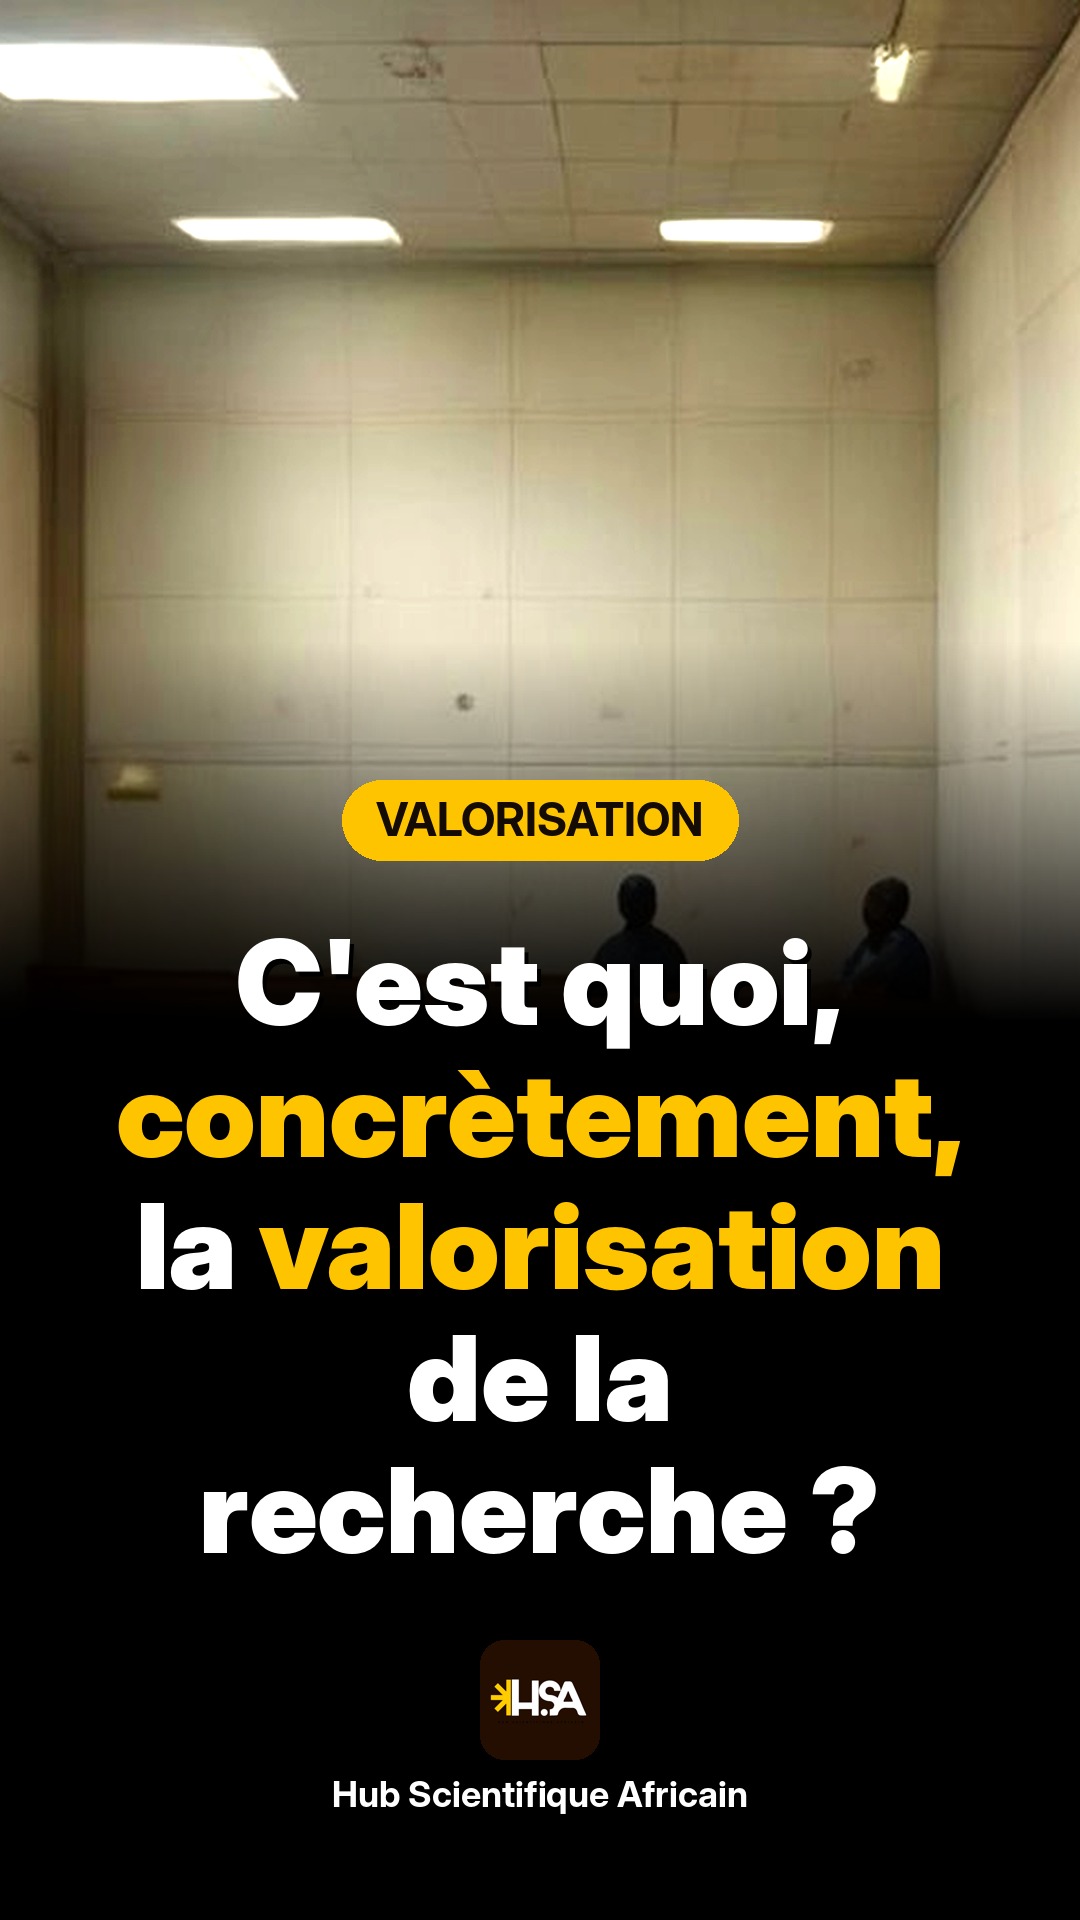 VALORISATION
C'est quoi,
concrètement,
la valorisation
de la
recherche ?
HSA
Hub Scientifique Africain